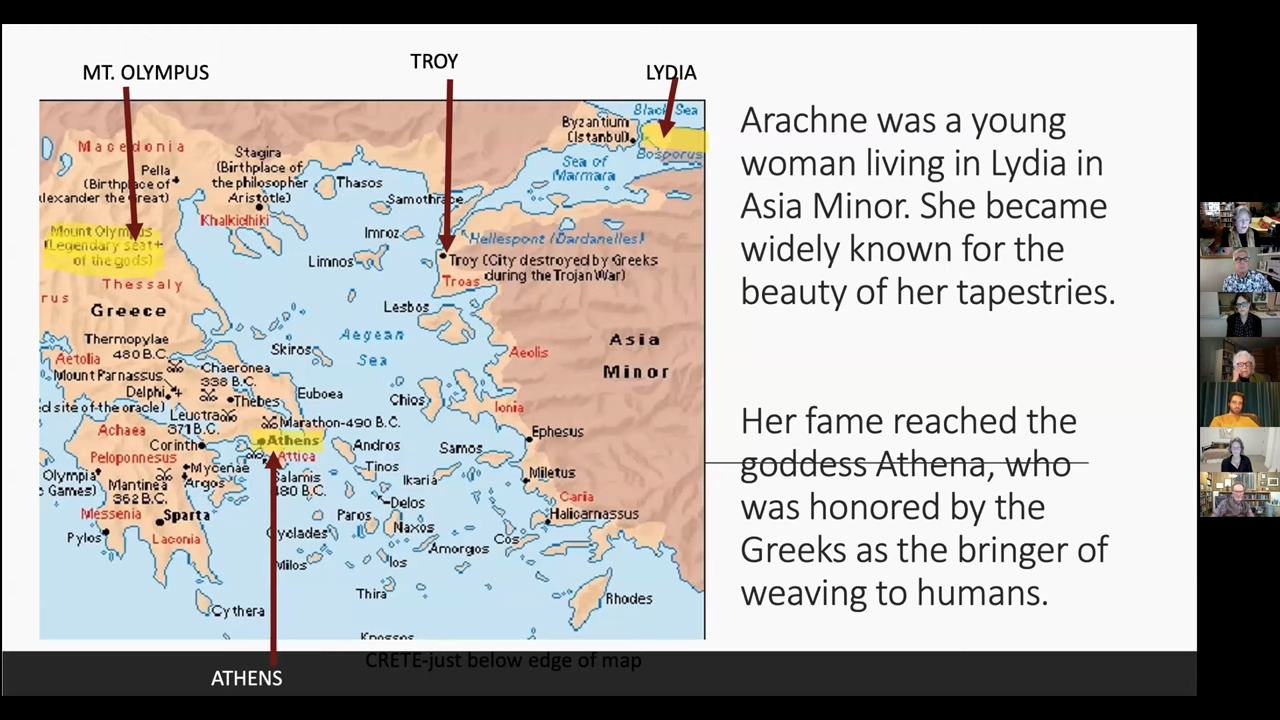 MT. OLYMPUS
TROY
LYDIA
Black Sea
Byzantium
(Istanbul)
Bosporus
Sea of
Marmara
Macedonia
Pella
(Birthplace of
alexander the Great)
Stagira
(Birthplace of
the philosopher
Aristotle)
Thasos
Samothrace
Khalkidhiki
Imroz
Hellespont (Dardanelles)
Mount Olympus
(Legendary seat
of the gods)
Limnos
Troy (City destroyed by Greeks
during the Trojan War)
Troas
Thessaly
rus
Greece
Lesbos
Aegean
Sea
Asia
Minor
Thermopylae
480 B.C.
Skiros
Aeolis
Aetolia
Mount Parnassus
Chaeronea
338 B.C.
Delphi
Thebes
Euboea
Chios
Ionia
ed site of the oracle)
Leuctra
371 B.C.
Marathon-490 B.C.
Achaea
Corinth
Athens
Attica
Andros
Samos
Ephesus
Peloponnesus
Mycenae
Argos
Olympia
c Games)
Mantinea
362 B.C.
Salamis
480 B.C.
Tinos
Ikaria
Miletus
Delos
Caria
Messenia
Sparta
Paros
Naxos
Halicarnassus
Pylos
Laconia
Cyclades
Cos
Amorgos
Milos
Ios
Thira
Rhodes
Cythera
Knossos
CRETE-just below edge of map
ATHENS
Arachne was a young
woman living in Lydia in
Asia Minor. She became
widely known for the
beauty of her tapestries.
Her fame reached the
goddess Athena, who
was honored by the
Greeks as the bringer of
weaving to humans.